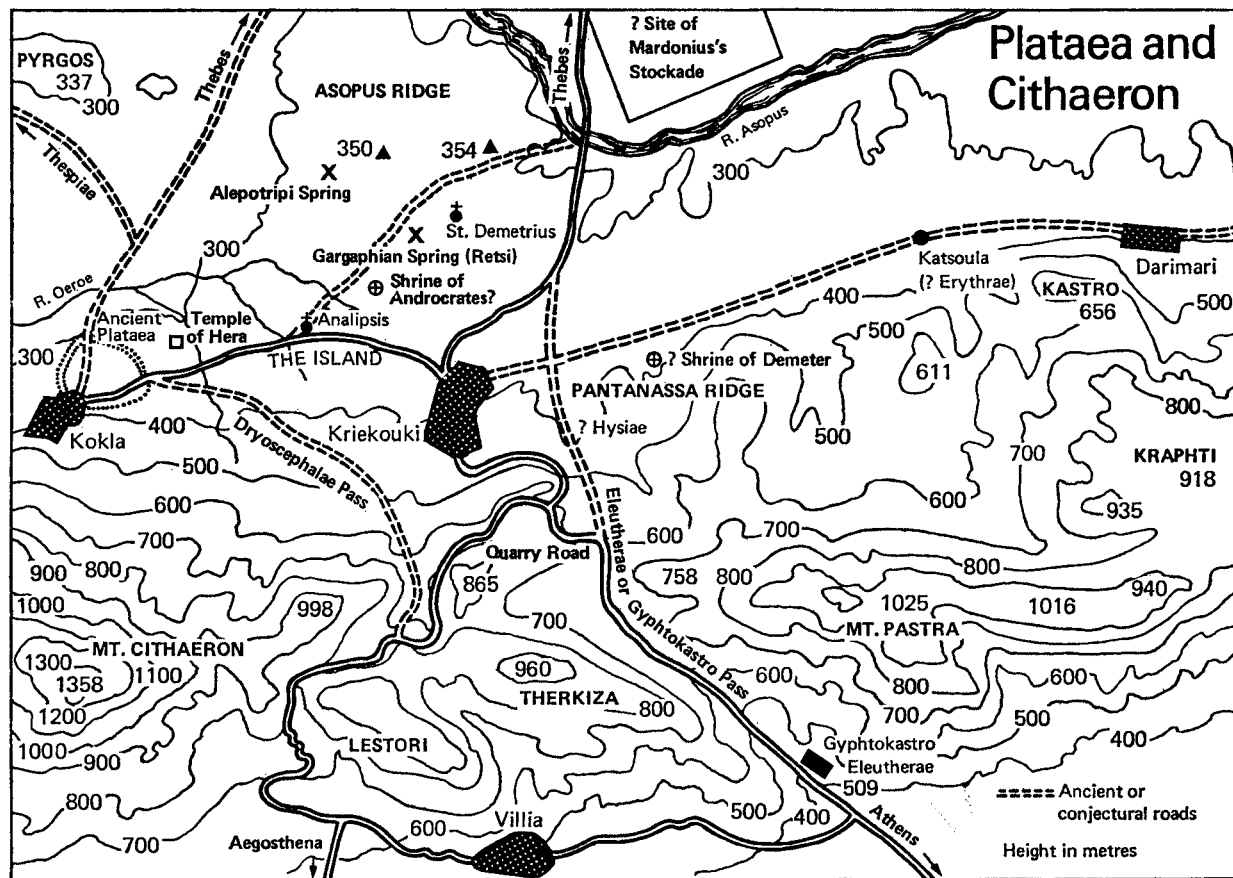 Plataea and
Cithaeron
PYRGOS
337
300
Thebes
Thespiae
ASOPUS RIDGE
350
354
Alepotripi Spring
Thebes
? Site of
Mardonius's
Stockade
R. Asopus
300
St. Demetrius
Gargaphian Spring (Retsi)
Shrine of
Androcrates?
300
R. Oeroe
Ancient
Plataea
Temple
of Hera
Analipsis
THE ISLAND
300
Kokla
400
Kriekouki
Dryoscephalae Pass
Katsoula
(? Erythrae)
Darimari
KASTRO
656
500
400
500
611
? Shrine of Demeter
PANTANASSA RIDGE
? Hysiae
500
800
700
KRAPHTI
918
935
500
600
700
600
600
700
800
Eleutherae or Gyphtokastro Pass
Quarry Road
865
758
800
900
800
1000
998
MT. CITHAERON
1300
1358
1100
1200
1000
900
800
700
700
960
THERKIZA
800
LESTORI
1025
1016
940
MT. PASTRA
600
800
700
600
500
400
Gyphtokastro
Eleutherae
509
500
400
600
Villia
Aegosthena
Athens
Ancient or
conjectural roads
Height in metres